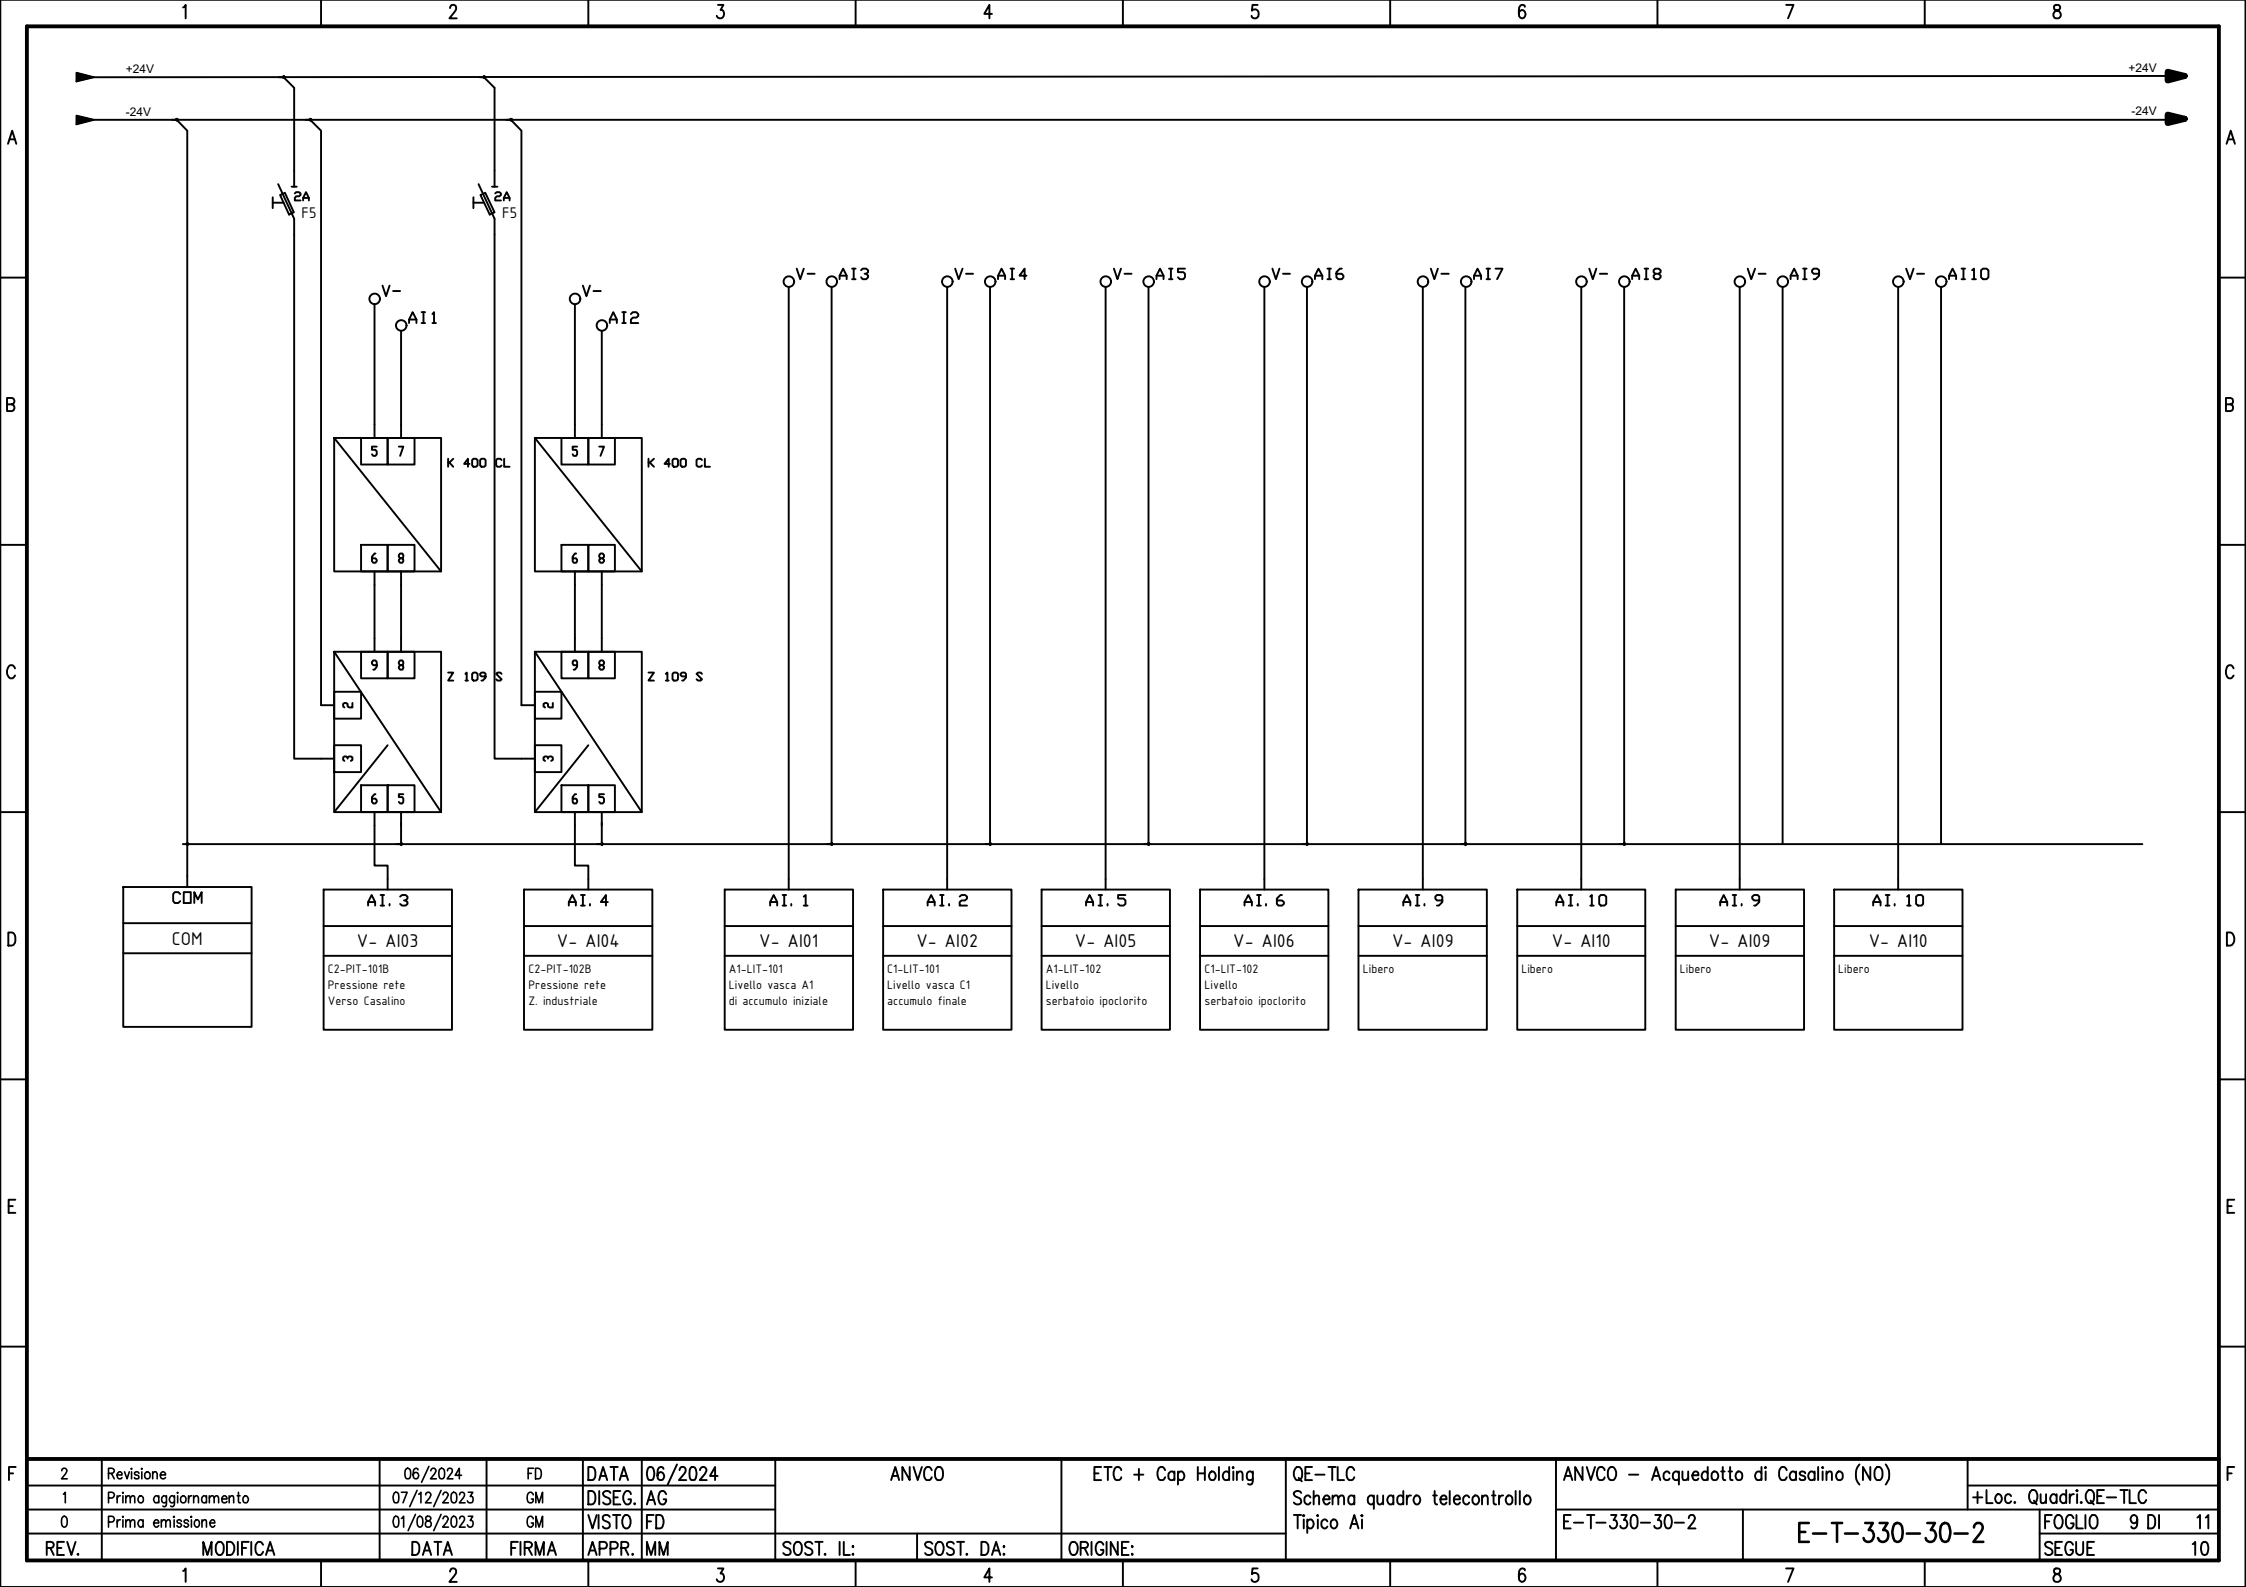 1 2 3 4 5 6 7 8
+24V +24V
-24V -24V
A A
2A 2A
F5 F5
V- AI3 V- AI4 V- AI5 V- AI6 V- AI7 V- AI8 V- AI9 V- AI10
V- V-
AI1 AI2
B B
5 7 5 7
K 400 CL K 400 CL
6 8 6 8
9 8 9 8
C C
Z 109 S Z 109 S
2 2
3 3
6 5 6 5
COM AI. 3 AI. 4 AI. 1 AI. 2 AI. 5 AI. 6 AI. 9 AI. 10 AI. 9 AI. 10
D D
COM V- AI03 V- AI04 V- AI01 V- AI02 V- AI05 V- AI06 V- AI09 V- AI10 V- AI09 V- AI10
C2-PIT-101B
Pressione rete
Verso Casalino
C2-PIT-102B
Pressione rete
Z. industriale
A1-LIT-101
Livello vasca A1
di accumulo iniziale
C1-LIT-101
Livello vasca C1
accumulo finale
A1-LIT-102
Livello
serbatoio ipoclorito
C1-LIT-102
Livello
serbatoio ipoclorito
Libero
Libero
Libero
Libero
E E
F F
2 Revisione 06/2024 FD
1 Primo aggiornamento 07/12/2023 GM
0 Prima emissione 01/08/2023 GM
REV. MODIFICA DATA FIRMA
DATA 06/2024
DISEG. AG
VISTO FD
APPR. MM
ANVCO
SOST. IL: SOST. DA:
ETC + Cap Holding
ORIGINE:
QE-TLC
Schema quadro telecontrollo
Tipico Ai
ANVCO - Acquedotto di Casalino (NO)
+Loc. Quadri.QE-TLC
E-T-330-30-2
E-T-330-30-2
FOGLIO 9 DI 11
SEGUE 10
1 2 3 4 5 6 7 8